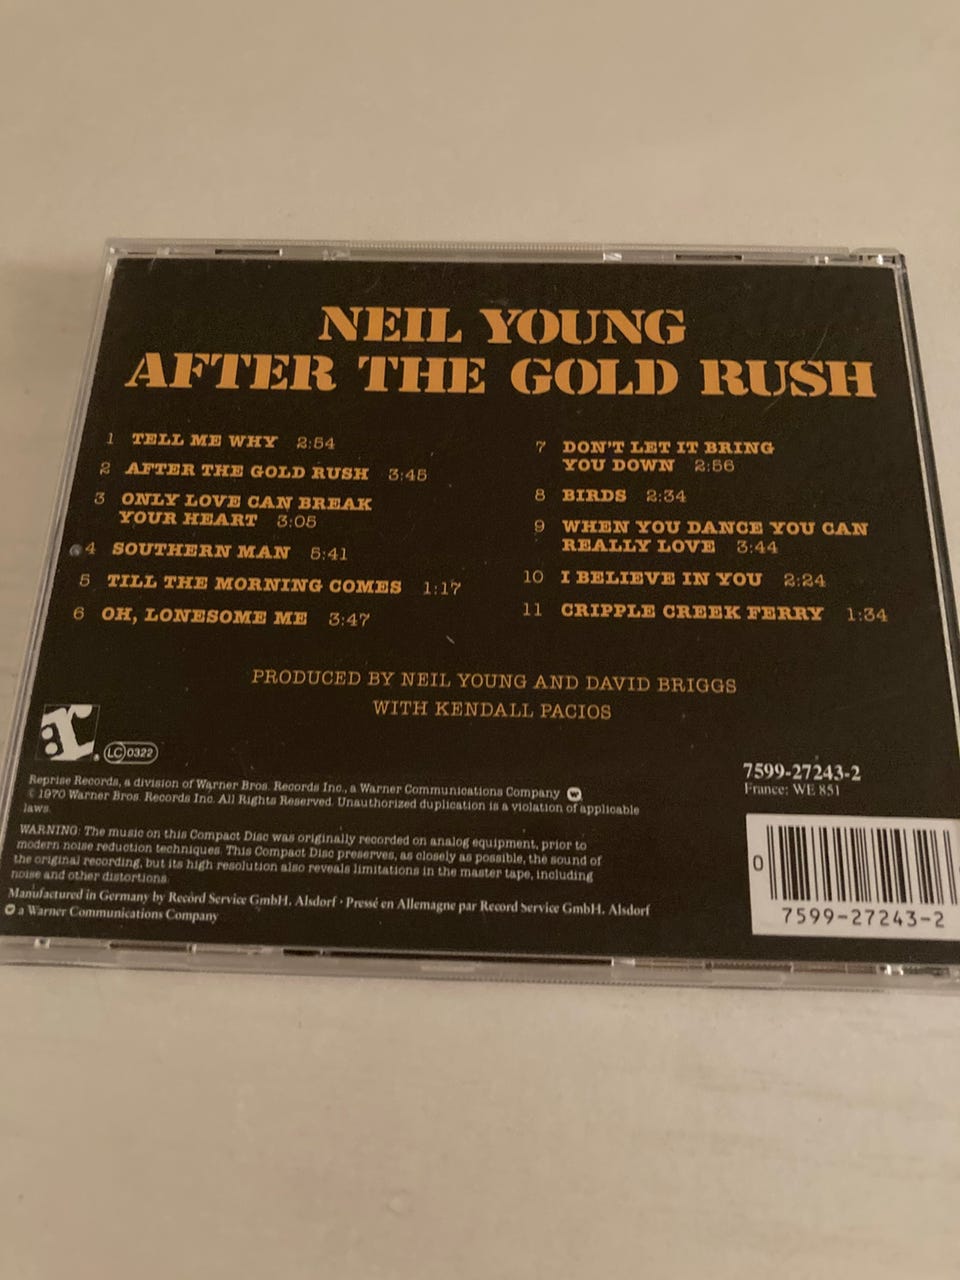 NEIL YOUNG
AFTER THE GOLD RUSH
1 TELL ME WHY 2:54
2 AFTER THE GOLD RUSH 3:45
3 ONLY LOVE CAN BREAK
YOUR HEART 3:05
4 SOUTHERN MAN 5:41
5 TILL THE MORNING COMES 1:17
6 OH, LONESOME ME 3:47
7 DON'T LET IT BRING
YOU DOWN 2:56
8 BIRDS 2:34
9 WHEN YOU DANCE YOU CAN
REALLY LOVE 3:44
10 I BELIEVE IN YOU 2:24
11 CRIPPLE CREEK FERRY 1:34
PRODUCED BY NEIL YOUNG AND DAVID BRIGGS
WITH KENDALL PACIOS
r:
LC 0322
Reprise Records, a division of Warner Bros. Records Inc., a Warner Communications Company
℗ 1970 Warner Bros. Records Inc. All Rights Reserved. Unauthorized duplication is a violation of applicable
laws.
WARNING: The music on this Compact Disc was originally recorded on analog equipment, prior to
modern noise reduction techniques. This Compact Disc preserves, as closely as possible, the sound of
the original recording, but its high resolution also reveals limitations in the master tape, including
noise and other distortions.
Manufactured in Germany by Record Service GmbH, Alsdorf · Pressé en Allemagne par Record Service GmbH, Alsdorf
a Warner Communications Company
7599-27243-2
France: WE 851
0
7599-27243-2